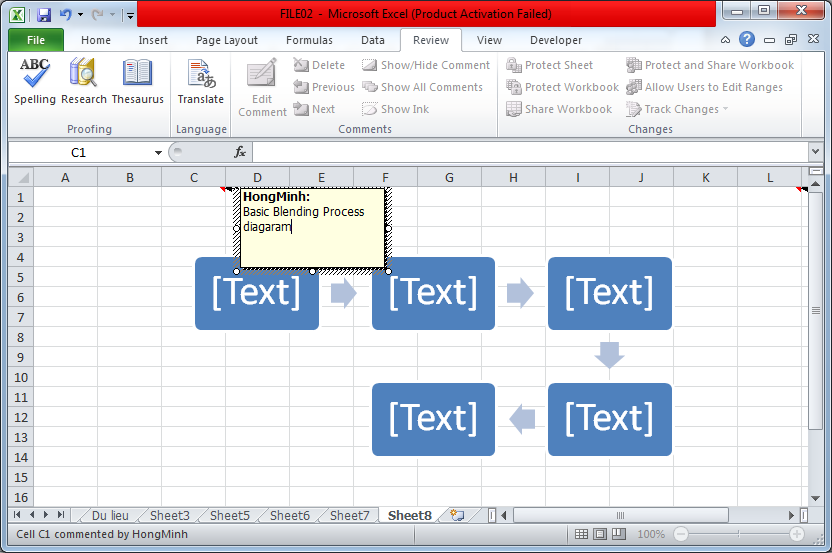 FILE02 - Microsoft Excel (Product Activation Failed)
File Home Insert Page Layout Formulas Data Review View Developer
ABC
Spelling Research Thesaurus
Proofing
Translate
Language
Edit Comment
Delete
Previous
Next
Show/Hide Comment
Show All Comments
Show Ink
Comments
Protect Sheet
Protect Workbook
Share Workbook
Protect and Share Workbook
Allow Users to Edit Ranges
Track Changes
Changes
C1 fx
A B C D E F G H I J K L
1
2
3
4
5
6
7
8
9
10
11
12
13
14
15
16
HongMinh:
Basic Blending Process
diagaram
[Text] [Text] [Text]
[Text] [Text]
Du lieu Sheet3 Sheet5 Sheet6 Sheet7 Sheet8
Cell C1 commented by HongMinh 100%